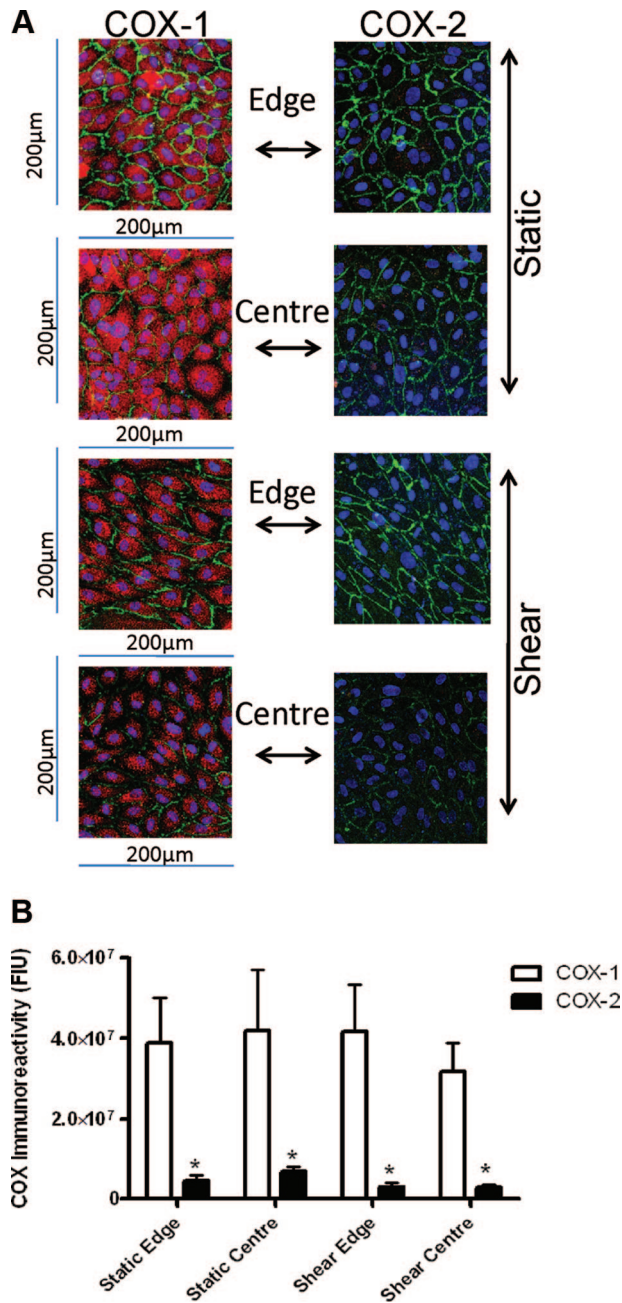 A
COX-1
COX-2
200µm
Edge
200µm
Static
200µm
Centre
200µm
200µm
Edge
200µm
Shear
200µm
Centre
200µm
B
COX Immunoreactivity (FIU)
6.0×10⁷
4.0×10⁷
2.0×10⁷
0
* * * *
Static Edge
Static Centre
Shear Edge
Shear Centre
COX-1
COX-2